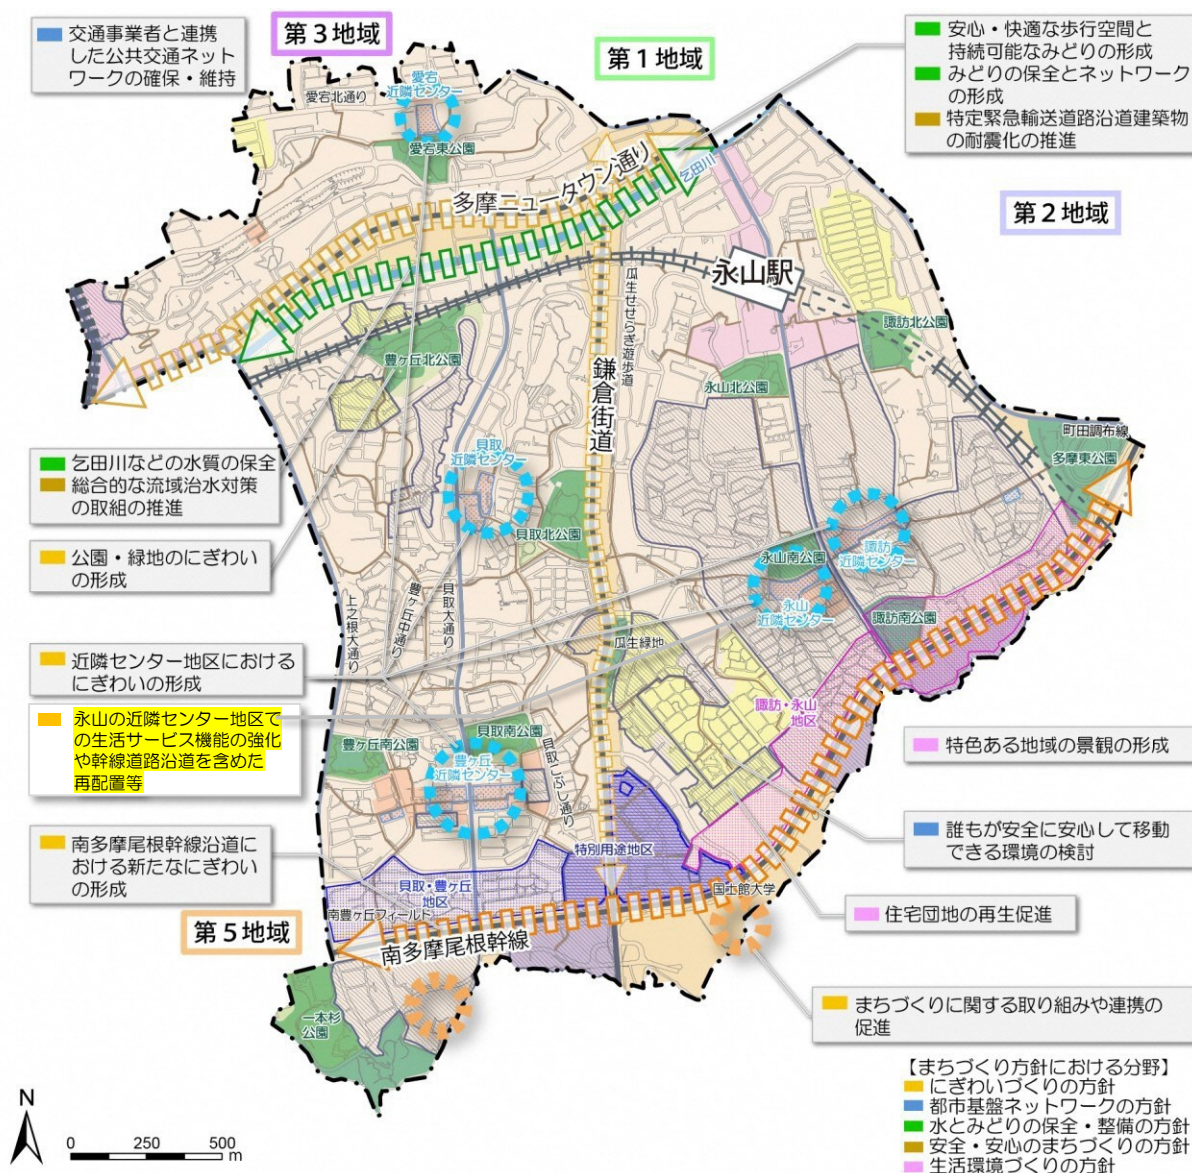 交通事業者と連携
した公共交通ネット
ワークの確保・維持
第３地域
第１地域
安心・快適な歩行空間と
持続可能なみどりの形成
みどりの保全とネットワーク
の形成
特定緊急輸送道路沿道建築物
の耐震化の推進
第２地域
愛宕北通り
愛宕
近隣センター
愛宕東公園
多摩ニュータウン通り
乞田川
永山駅
瓜生せせらぎ遊歩道
諏訪北公園
豊ヶ丘北公園
永山北公園
鎌倉街道
町田調布線
多摩東公園
乞田川などの水質の保全
総合的な流域治水対策
の取組の推進
貝取
近隣センター
貝取北公園
公園・緑地のにぎわい
の形成
永山南公園
諏訪
近隣センター
永山
近隣センター
諏訪南公園
上之根大通り
豊ヶ丘中通り
貝取大通り
瓜生緑地
近隣センター地区における
にぎわいの形成
永山の近隣センター地区で
の生活サービス機能の強化
や幹線道路沿道を含めた
再配置等
諏訪・永山
地区
豊ヶ丘南公園
貝取南公園
豊ヶ丘
近隣センター
貝取こぶし通り
特色ある地域の景観の形成
南多摩尾根幹線沿道に
おける新たなにぎわい
の形成
特別用途地区
誰もが安全に安心して移動
できる環境の検討
貝取・豊ヶ丘
地区
国士舘大学
南豊ヶ丘フィールド
住宅団地の再生促進
第５地域
南多摩尾根幹線
一本杉
公園
まちづくりに関する取り組みや連携の
促進
【まちづくり方針における分野】
にぎわいづくりの方針
都市基盤ネットワークの方針
水とみどりの保全・整備の方針
安全・安心のまちづくりの方針
生活環境づくりの方針
N
0 250 500
m